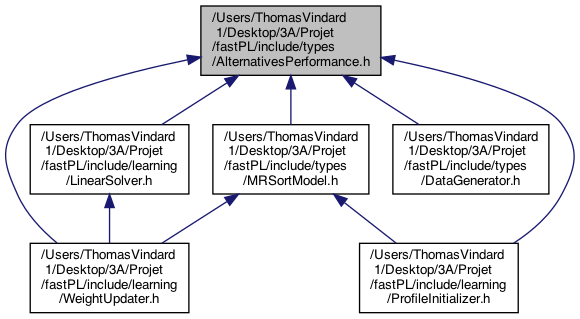 /Users/ThomasVindard
1/Desktop/3A/Projet
/fastPL/include/types
/AlternativesPerformance.h
/Users/ThomasVindard
1/Desktop/3A/Projet
/fastPL/include/learning
/LinearSolver.h
/Users/ThomasVindard
1/Desktop/3A/Projet
/fastPL/include/types
/MRSortModel.h
/Users/ThomasVindard
1/Desktop/3A/Projet
/fastPL/include/types
/DataGenerator.h
/Users/ThomasVindard
1/Desktop/3A/Projet
/fastPL/include/learning
/WeightUpdater.h
/Users/ThomasVindard
1/Desktop/3A/Projet
/fastPL/include/learning
/ProfileInitializer.h